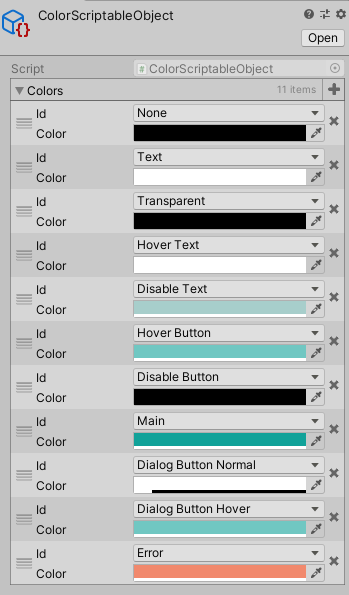 ColorScriptableObject
Open
Script # ColorScriptableObject
Colors 11 items
Id None
Color
Id Text
Color
Id Transparent
Color
Id Hover Text
Color
Id Disable Text
Color
Id Hover Button
Color
Id Disable Button
Color
Id Main
Color
Id Dialog Button Normal
Color
Id Dialog Button Hover
Color
Id Error
Color